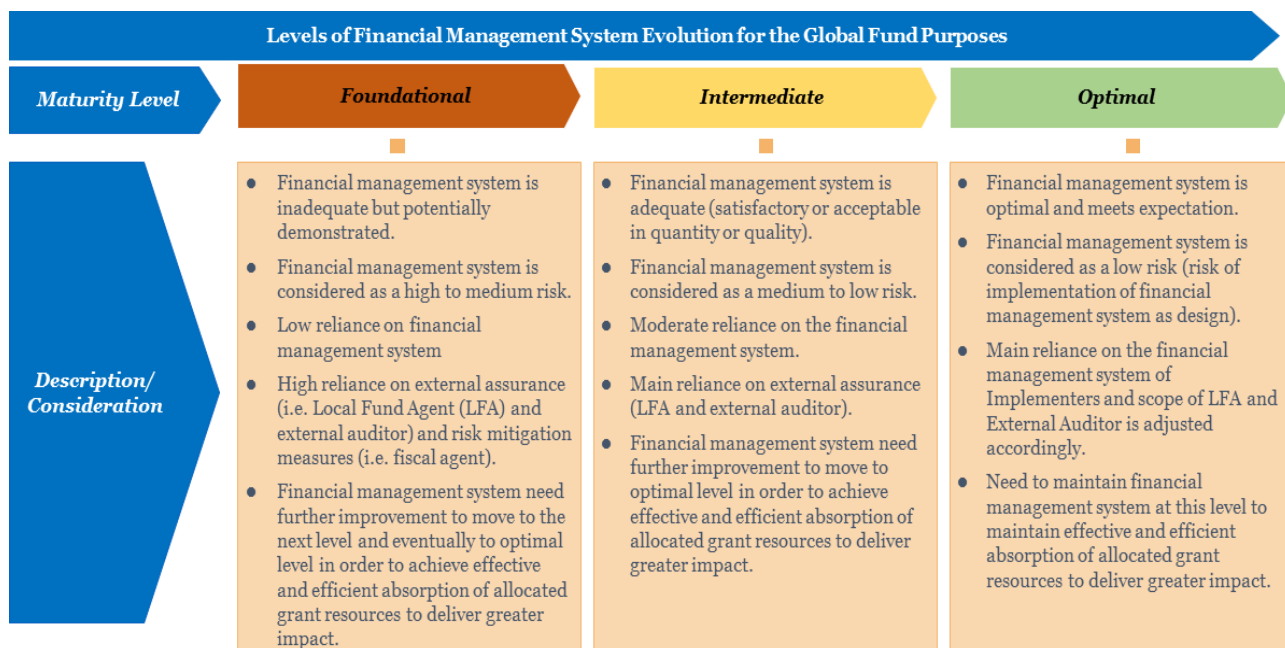 Levels of Financial Management System Evolution for the Global Fund Purposes
Maturity Level
Foundational
Intermediate
Optimal
Description/
Consideration
● Financial management system is
inadequate but potentially
demonstrated.
● Financial management system is
considered as a high to medium risk.
● Low reliance on financial
management system
● High reliance on external assurance
(i.e. Local Fund Agent (LFA) and
external auditor) and risk mitigation
measures (i.e. fiscal agent).
● Financial management system need
further improvement to move to the
next level and eventually to optimal
level in order to achieve effective
and efficient absorption of allocated
grant resources to deliver greater
impact.
● Financial management system is
adequate (satisfactory or acceptable
in quantity or quality).
● Financial management system is
considered as a medium to low risk.
● Moderate reliance on the financial
management system.
● Main reliance on external assurance
(LFA and external auditor).
● Financial management system need
further improvement to move to
optimal level in order to achieve
effective and efficient absorption of
allocated grant resources to deliver
greater impact.
● Financial management system is
optimal and meets expectation.
● Financial management system is
considered as a low risk (risk of
implementation of financial
management system as design).
● Main reliance on the financial
management system of
Implementers and scope of LFA and
External Auditor is adjusted
accordingly.
● Need to maintain financial
management system at this level to
maintain effective and efficient
absorption of allocated grant
resources to deliver greater impact.